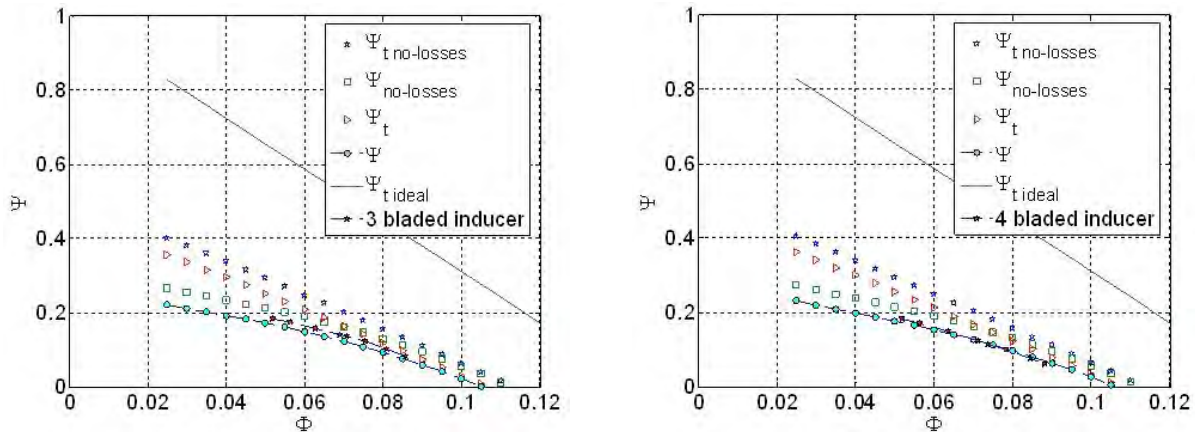 1
0.8
0.6
0.4
0.2
0
Ψ
0 0.02 0.04 0.06 0.08 0.1 0.12
Φ
Ψt no-losses
Ψno-losses
Ψt
Ψ
Ψt ideal
3 bladed inducer
1
0.8
0.6
0.4
0.2
0
Ψ
0 0.02 0.04 0.06 0.08 0.1 0.12
Φ
Ψt no-losses
Ψno-losses
Ψt
Ψ
Ψt ideal
4 bladed inducer